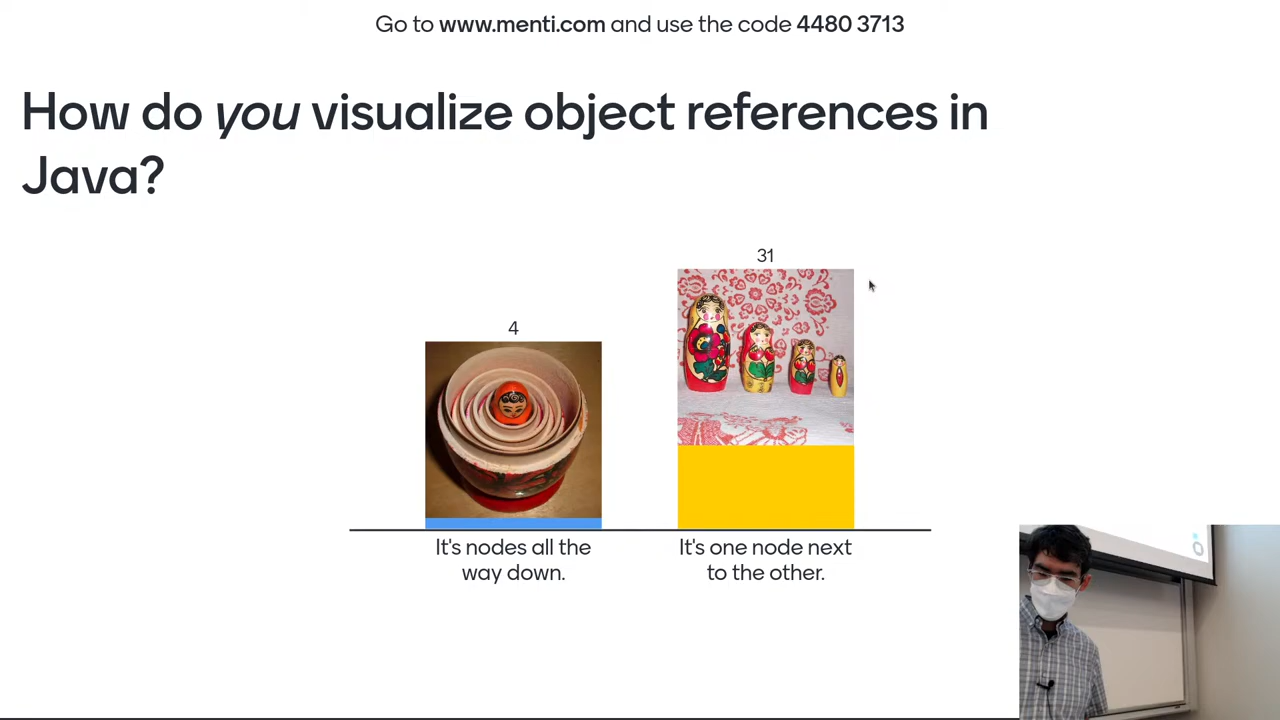 Go to www.menti.com and use the code 4480 3713
How do you visualize object references in
Java?
4
31
It's nodes all the
way down.
It's one node next
to the other.